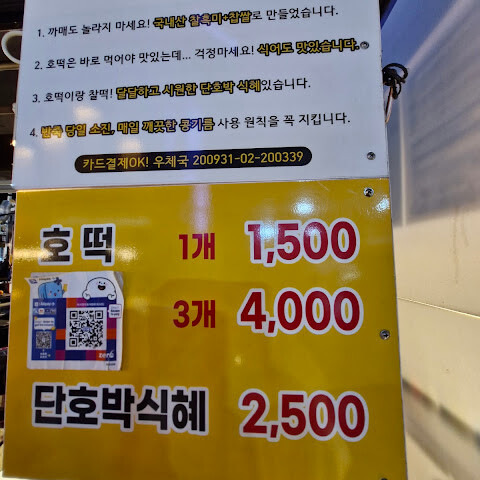 1. 까매도 놀라지 마세요! 국내산 찰흑미+찹쌀로 만들었습니다.
2. 호떡은 바로 먹어야 맛있는데... 걱정마세요! 식어도 맛있습니다.
3. 호떡이랑 찰떡! 달달하고 시원한 단호박 식혜있습니다.
4. 반죽 당일 소진, 매일 깨끗한 콩기름 사용 원칙을 꼭 지킵니다.
카드결제OK! 우체국 200931-02-200339
호떡 1개 1,500
3개 4,000
zero
단호박식혜 2,500